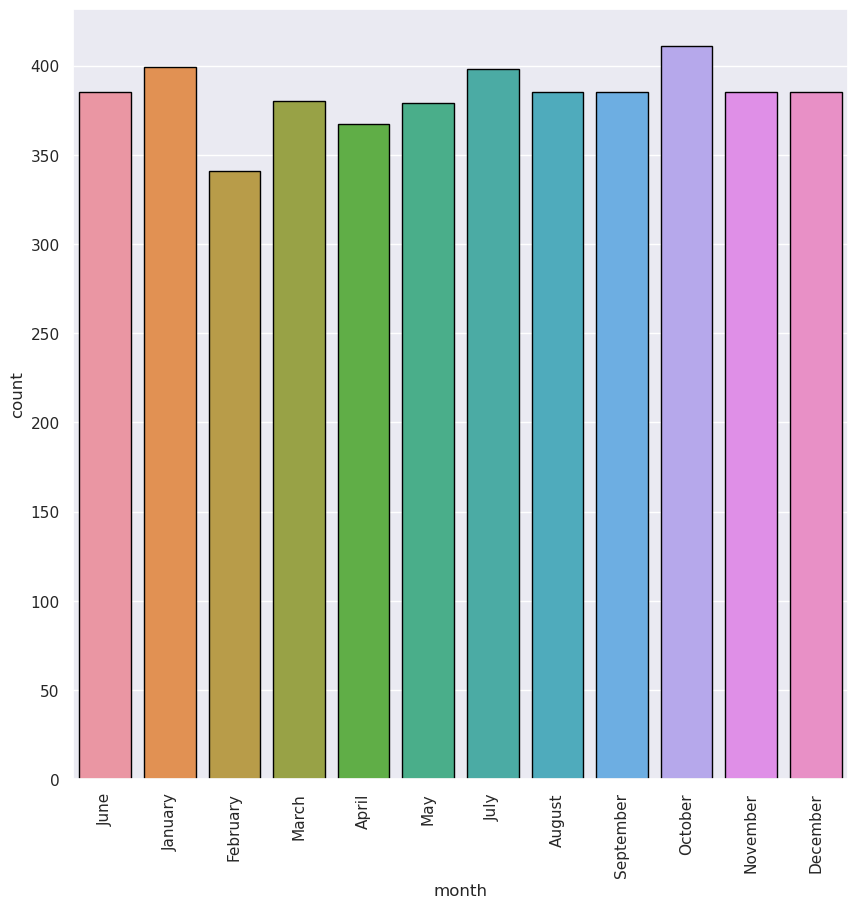 400
350
300
250
200
150
100
50
0
count
June
January
February
March
April
May
July
August
September
October
November
December
month